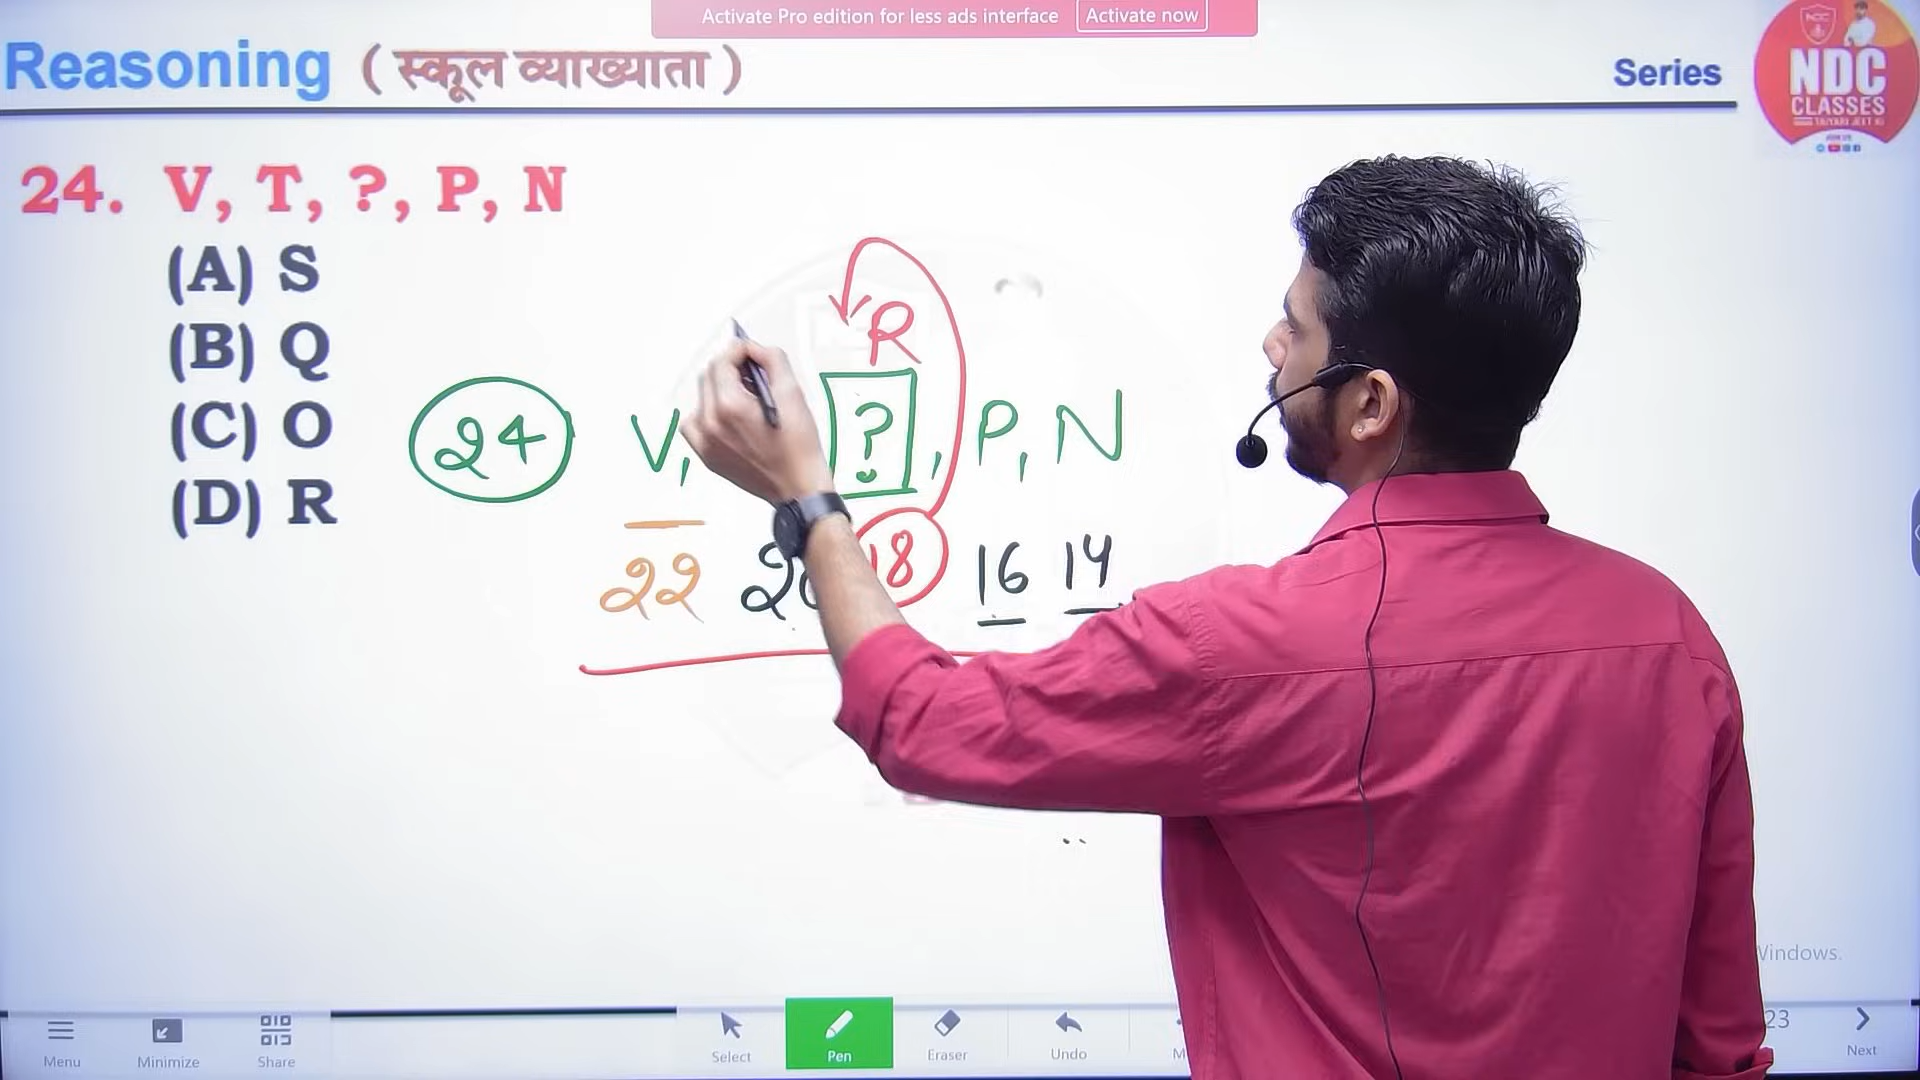 Activate Pro edition for less ads interface Activate now
Reasoning ( स्कूल व्याख्याता ) Series
NDC
CLASSES
24. V, T, ?, P, N
(A) S
(B) Q
(C) O
(D) R
R
24 V, ? , P, N
22 18 16 14
Windows.
Menu Minimize Share Select Pen Eraser Undo 23 Next